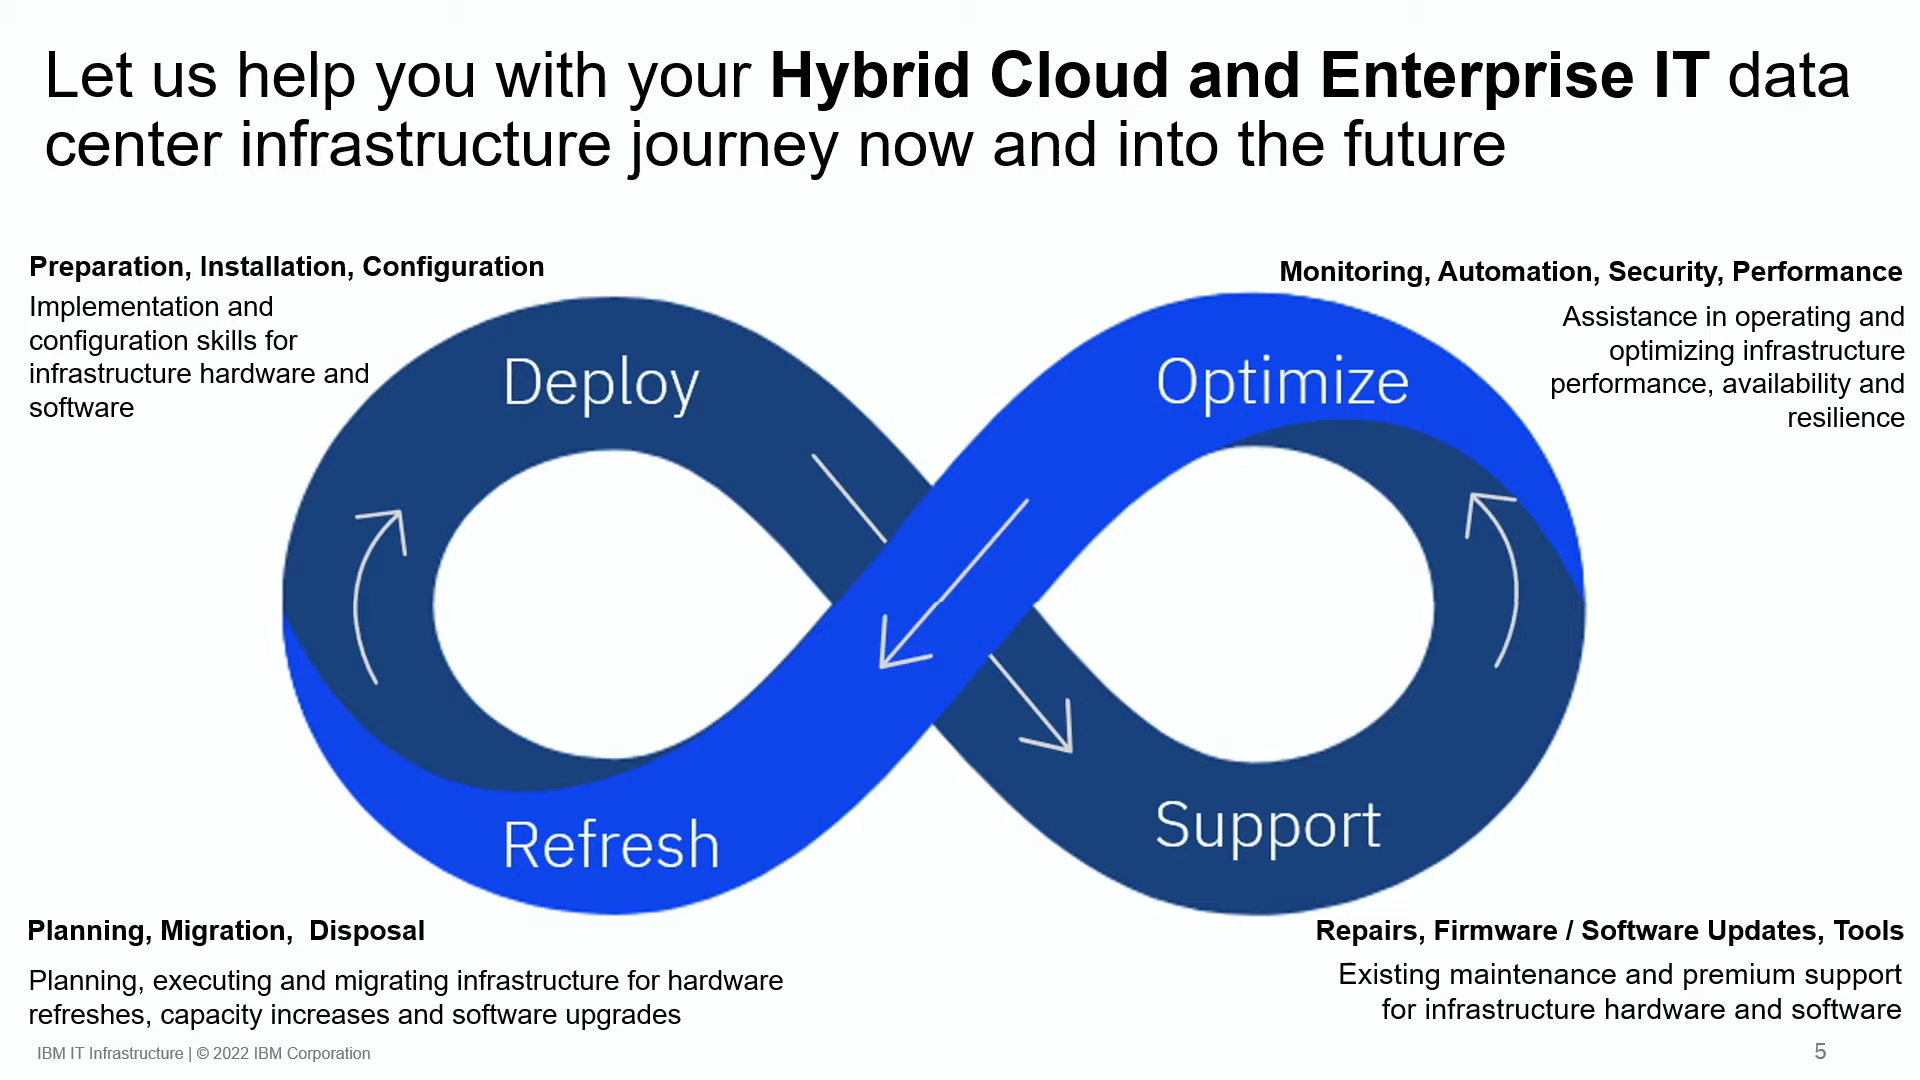 Let us help you with your Hybrid Cloud and Enterprise IT data
center infrastructure journey now and into the future
Preparation, Installation, Configuration
Implementation and
configuration skills for
infrastructure hardware and
software
Monitoring, Automation, Security, Performance
Assistance in operating and
optimizing infrastructure
performance, availability and
resilience
Deploy
Optimize
Refresh
Support
Planning, Migration,  Disposal
Planning, executing and migrating infrastructure for hardware
refreshes, capacity increases and software upgrades
Repairs, Firmware / Software Updates, Tools
Existing maintenance and premium support
for infrastructure hardware and software
IBM IT Infrastructure | © 2022 IBM Corporation
5